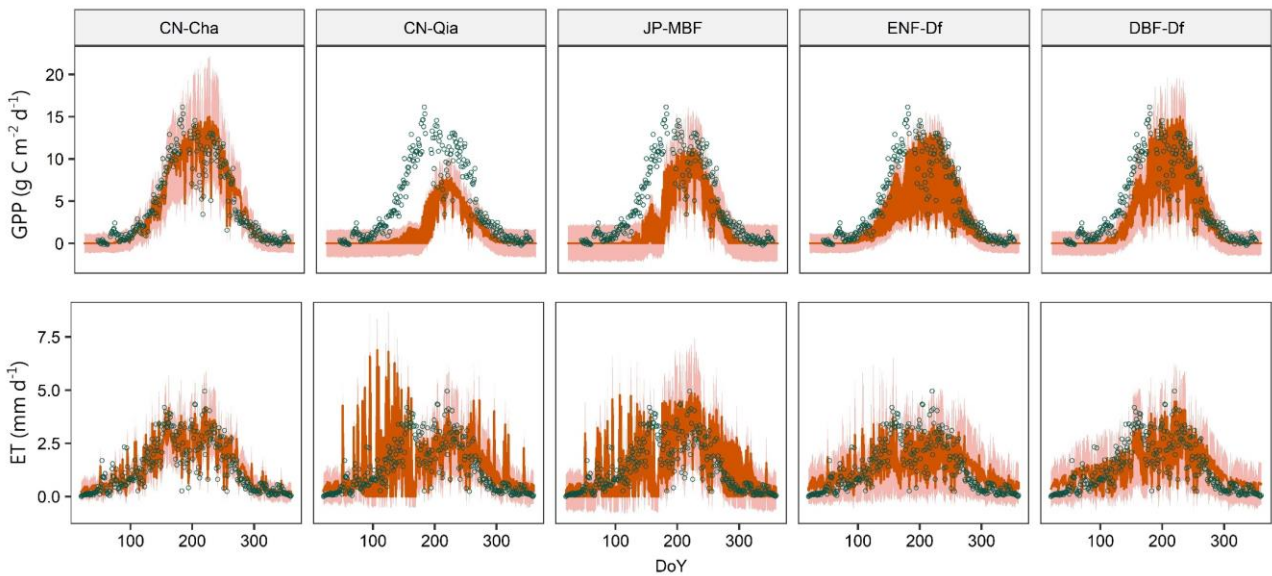 CN-Cha CN-Qia JP-MBF ENF-Df DBF-Df
GPP (g C m⁻² d⁻¹)
20
15
10
5
0
ET (mm d⁻¹)
7.5
5.0
2.5
0.0
100 200 300 100 200 300 100 200 300 100 200 300 100 200 300
DoY